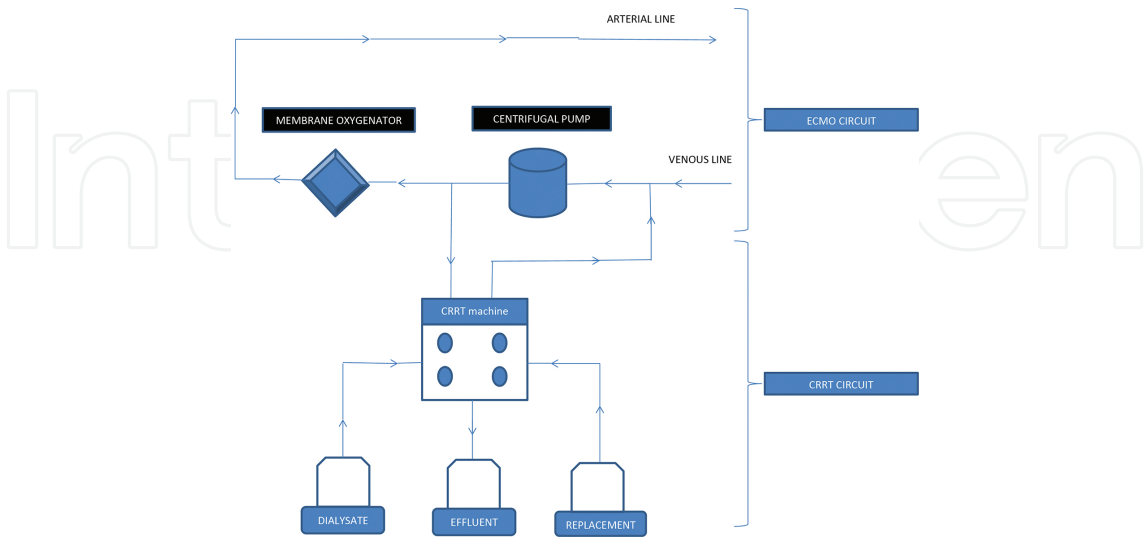 ARTERIAL LINE
MEMBRANE OXYGENATOR
CENTRIFUGAL PUMP
ECMO CIRCUIT
VENOUS LINE
CRRT machine
CRRT CIRCUIT
DIALYSATE
EFFLUENT
REPLACEMENT